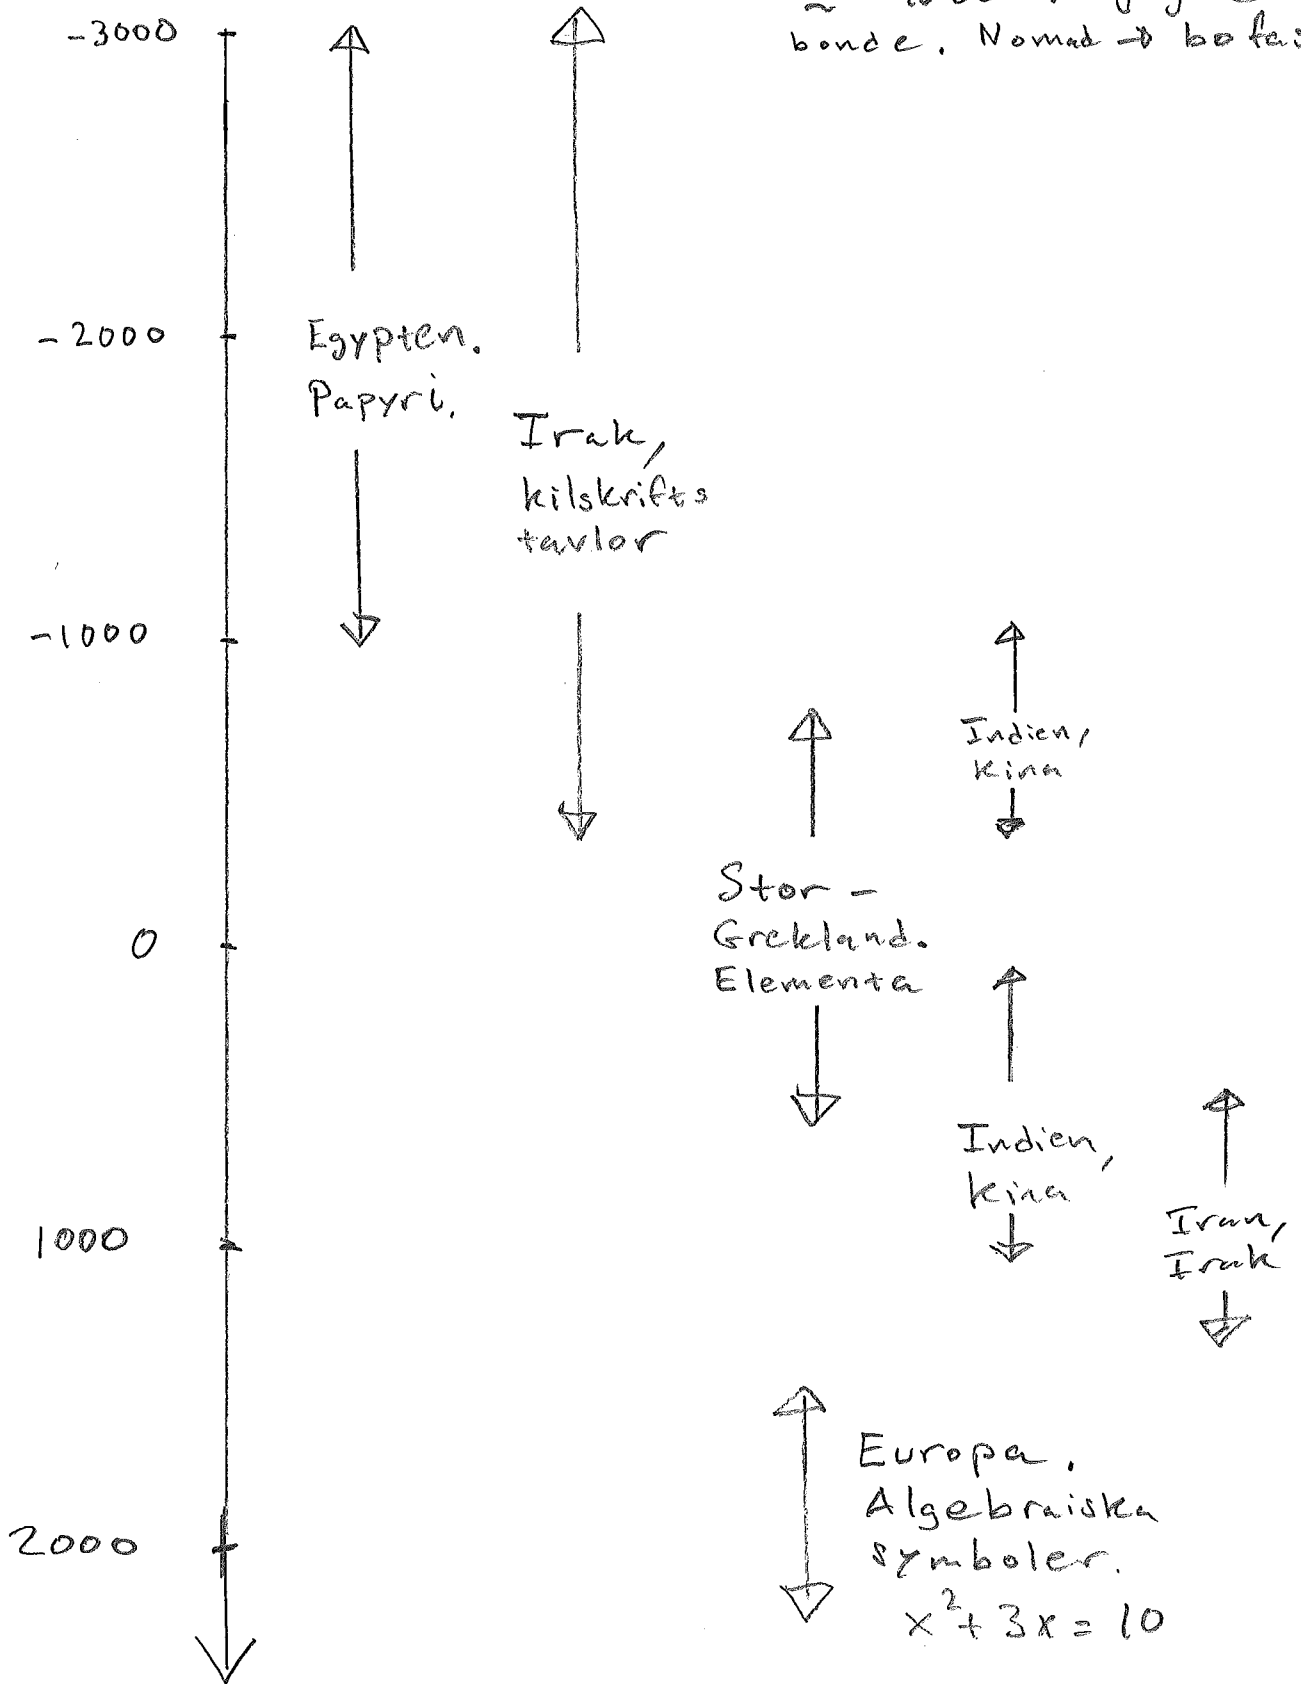 bonde. Nomad → bofas
-3000
-2000
Egypten.
Papyri.
Irak,
kilskrifts
tavlor
-1000
Indien,
Kina
Stor-
Grekland.
Elementa
0
Indien,
Kina
Iran,
Irak
1000
Europa.
Algebraiska
symboler.
x² + 3x = 10
2000